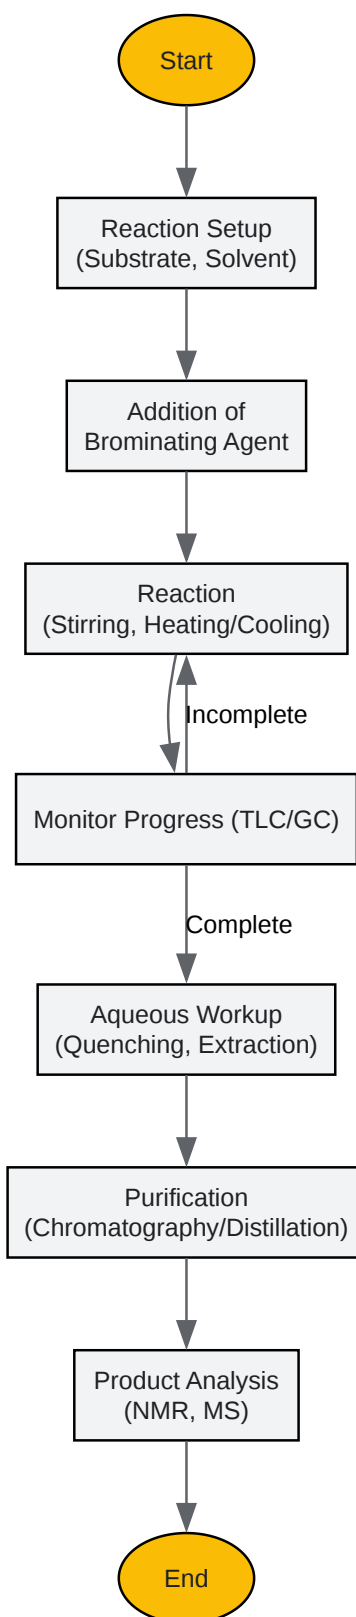 Start
Reaction Setup
(Substrate, Solvent)
Addition of
Brominating Agent
Reaction
(Stirring, Heating/Cooling)
Incomplete
Monitor Progress (TLC/GC)
Complete
Aqueous Workup
(Quenching, Extraction)
Purification
(Chromatography/Distillation)
Product Analysis
(NMR, MS)
End